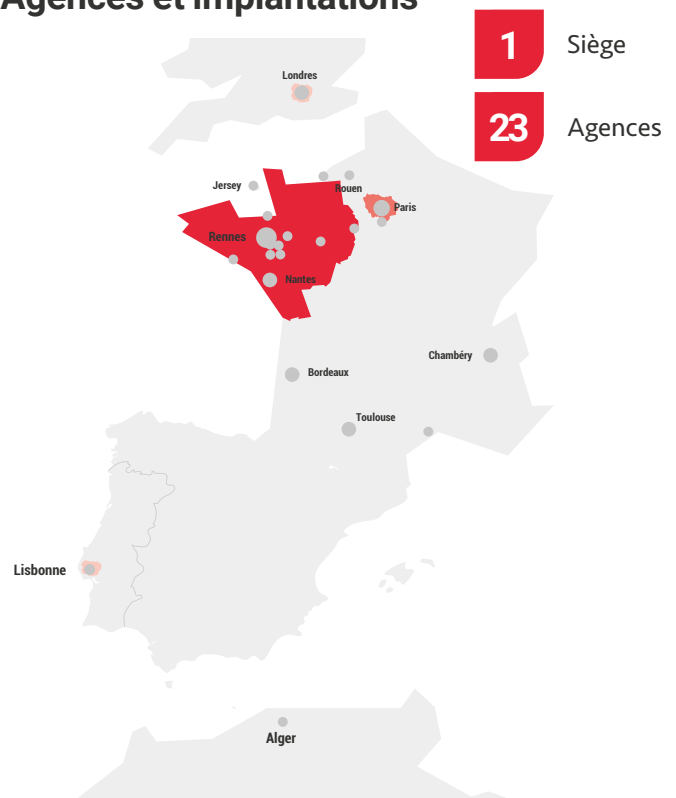 Agences et implantations
1
Siège
23
Agences
Londres
Jersey
Rouen
Paris
Rennes
Nantes
Chambéry
Bordeaux
Toulouse
Lisbonne
Alger